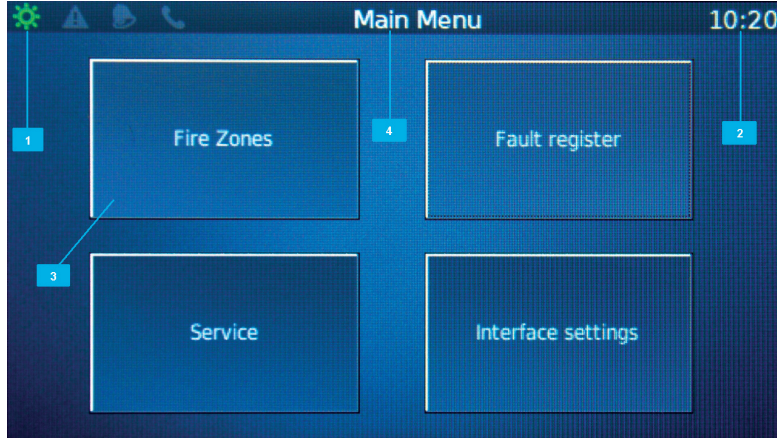 Main Menu
10:20
1
4
2
Fire Zones
Fault register
3
Service
Interface settings